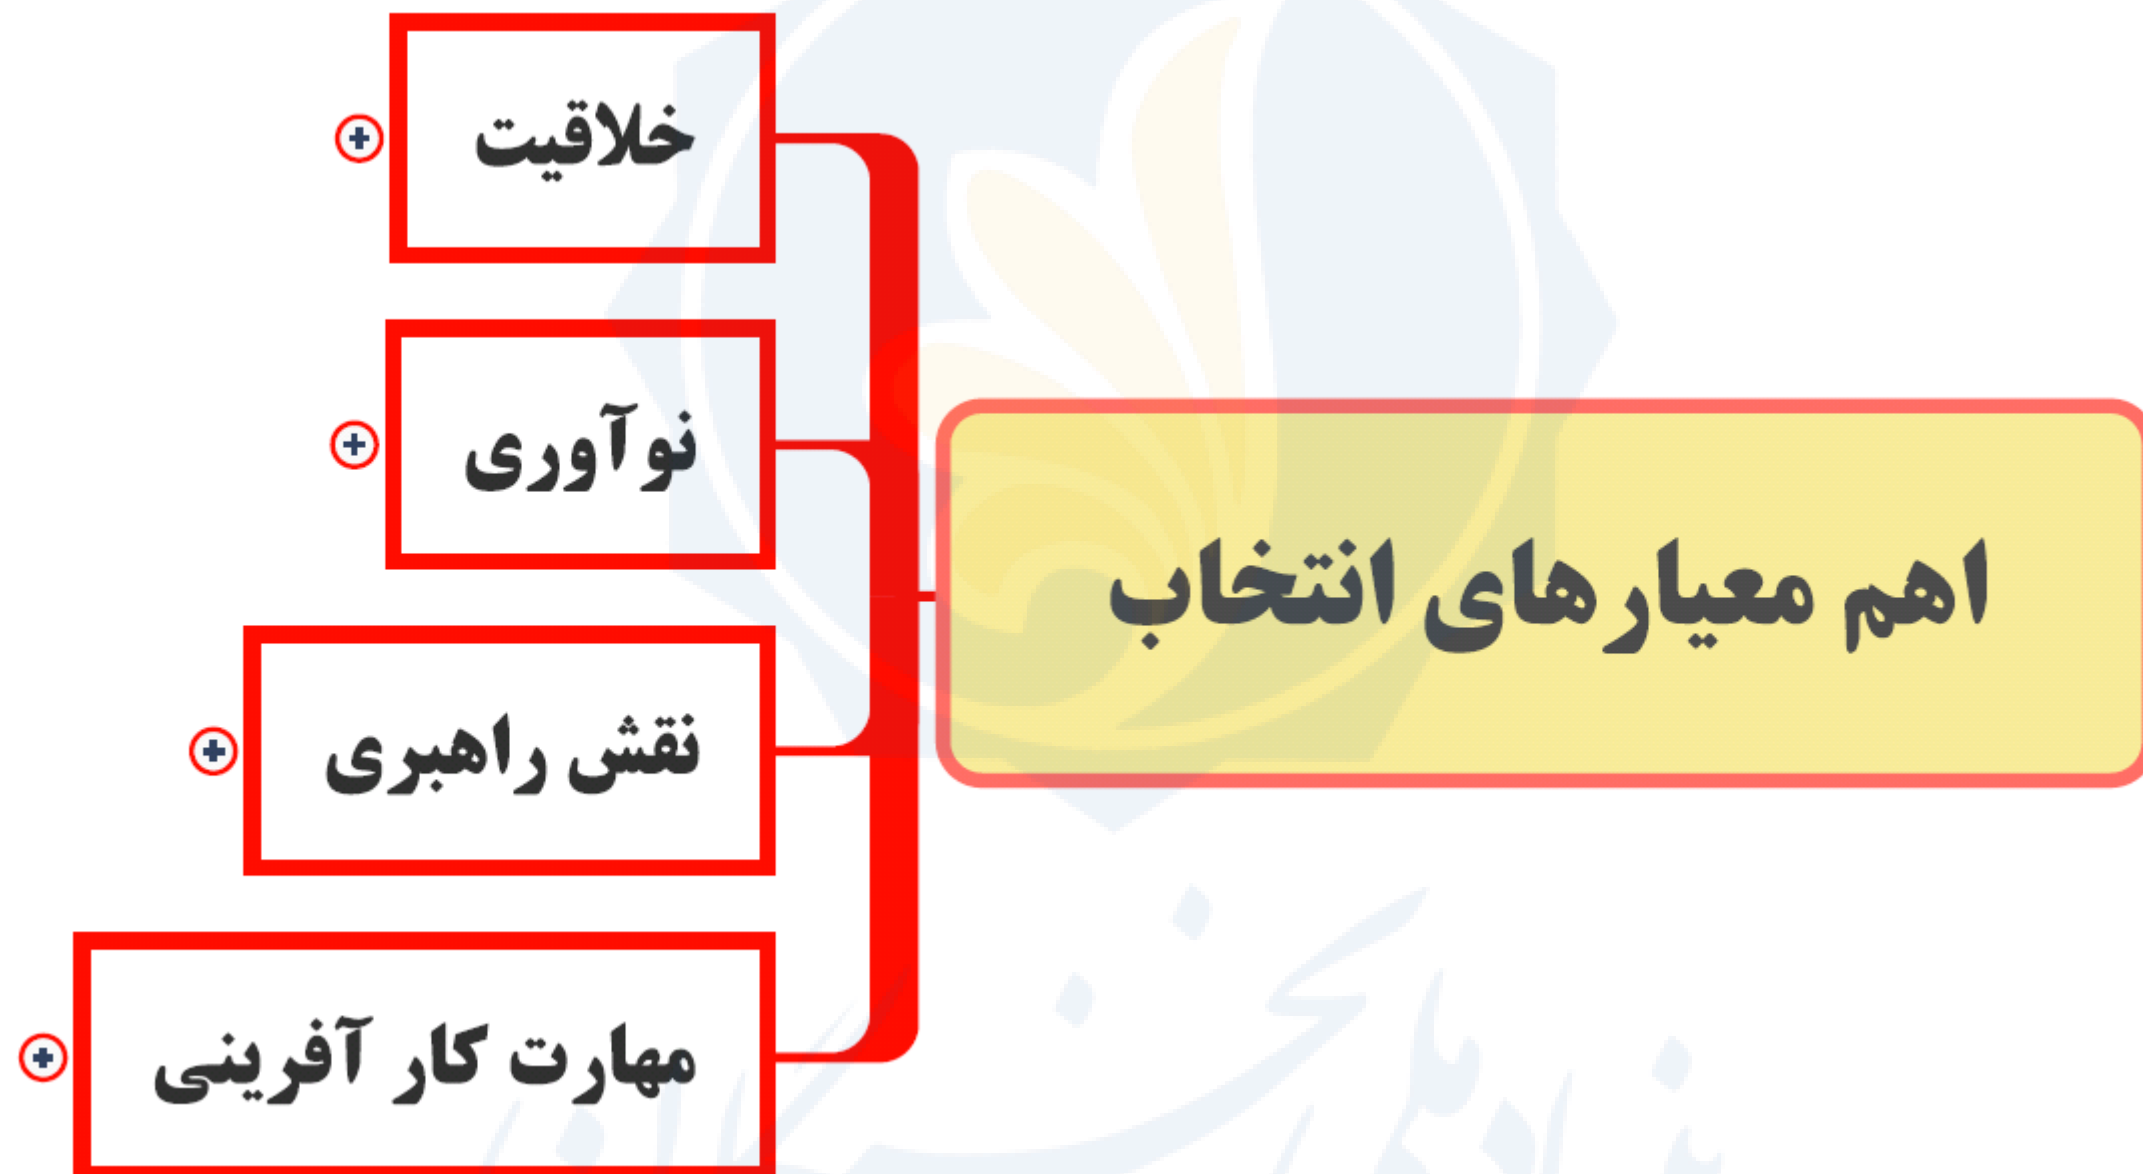 اهم معیارهای انتخاب
خلاقیت
نوآوری
نقش راهبری
مهارت کار آفرینی